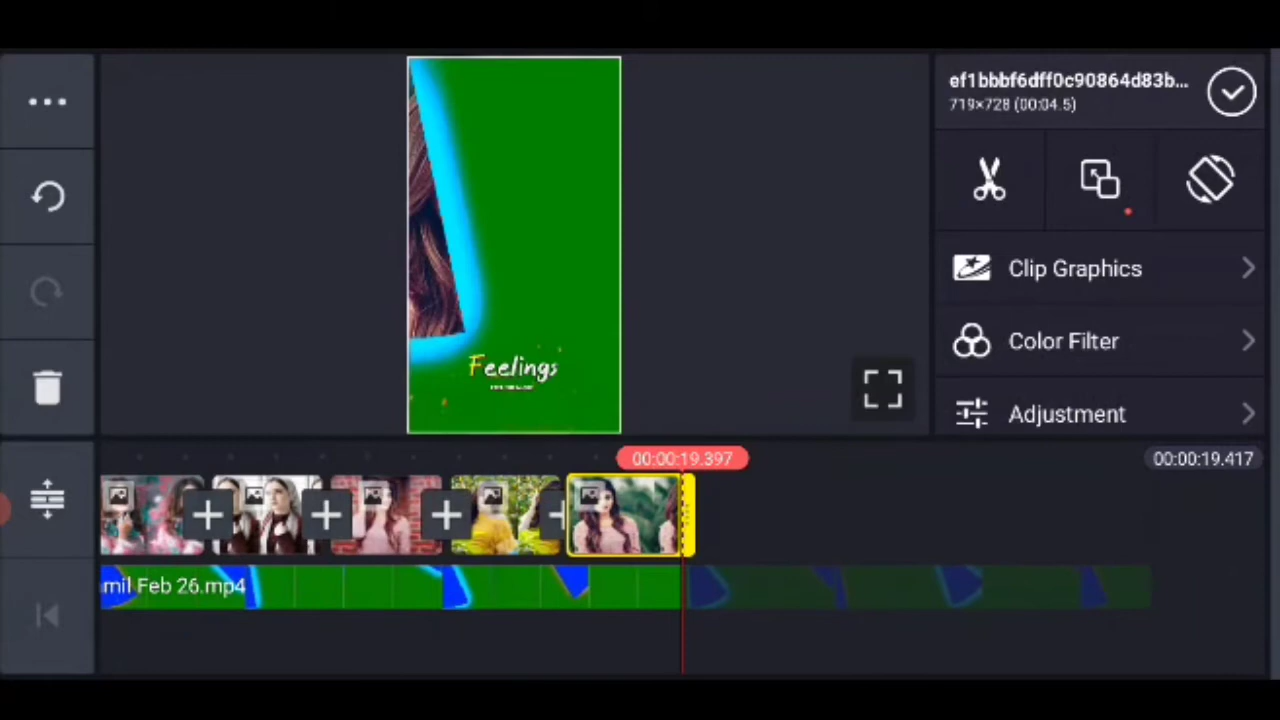 ef1bbbf6dff0c90864d83b...
719×728 (00:04.5)
Clip Graphics
Color Filter
Adjustment
Feelings
00:00:19.397
00:00:19.417
mil Feb 26.mp4